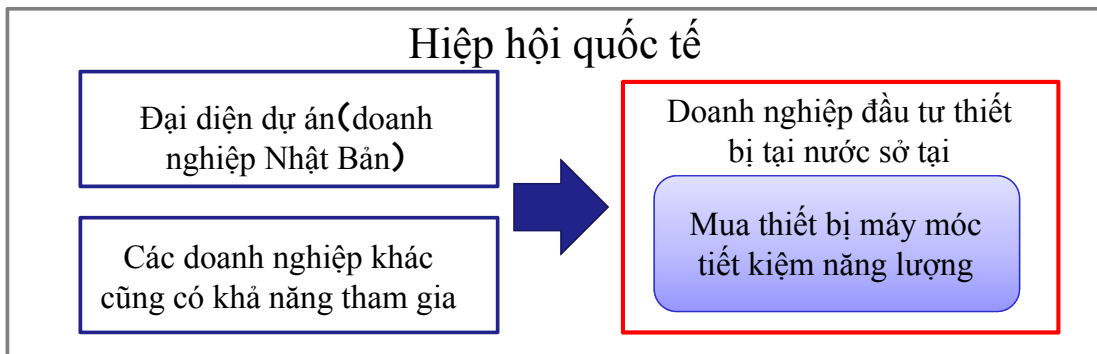 Hiệp hội quốc tế
Đại diện dự án(doanh
nghiệp Nhật Bản)
Các doanh nghiệp khác
cũng có khả năng tham gia
Doanh nghiệp đầu tư thiết
bị tại nước sở tại
Mua thiết bị máy móc
tiết kiệm năng lượng